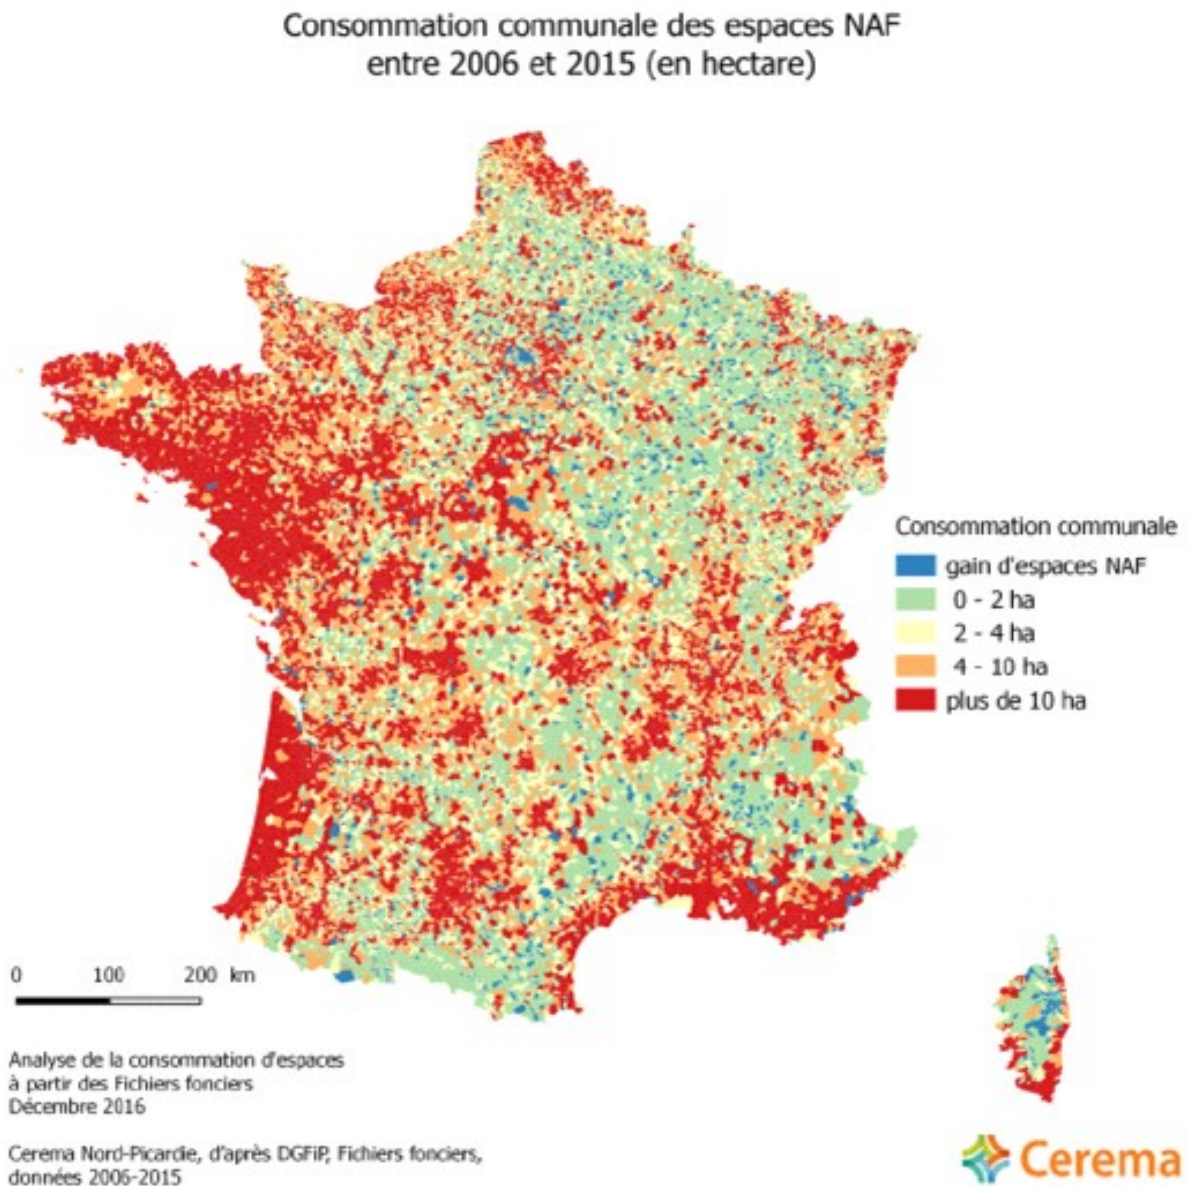 Consommation communale des espaces NAF
entre 2006 et 2015 (en hectare)
Consommation communale
gain d'espaces NAF
0 - 2 ha
2 - 4 ha
4 - 10 ha
plus de 10 ha
0 100 200 km
Analyse de la consommation d'espaces
à partir des Fichiers fonciers
Décembre 2016
Cerema Nord-Picardie, d'après DGFiP, Fichiers fonciers,
données 2006-2015
Cerema